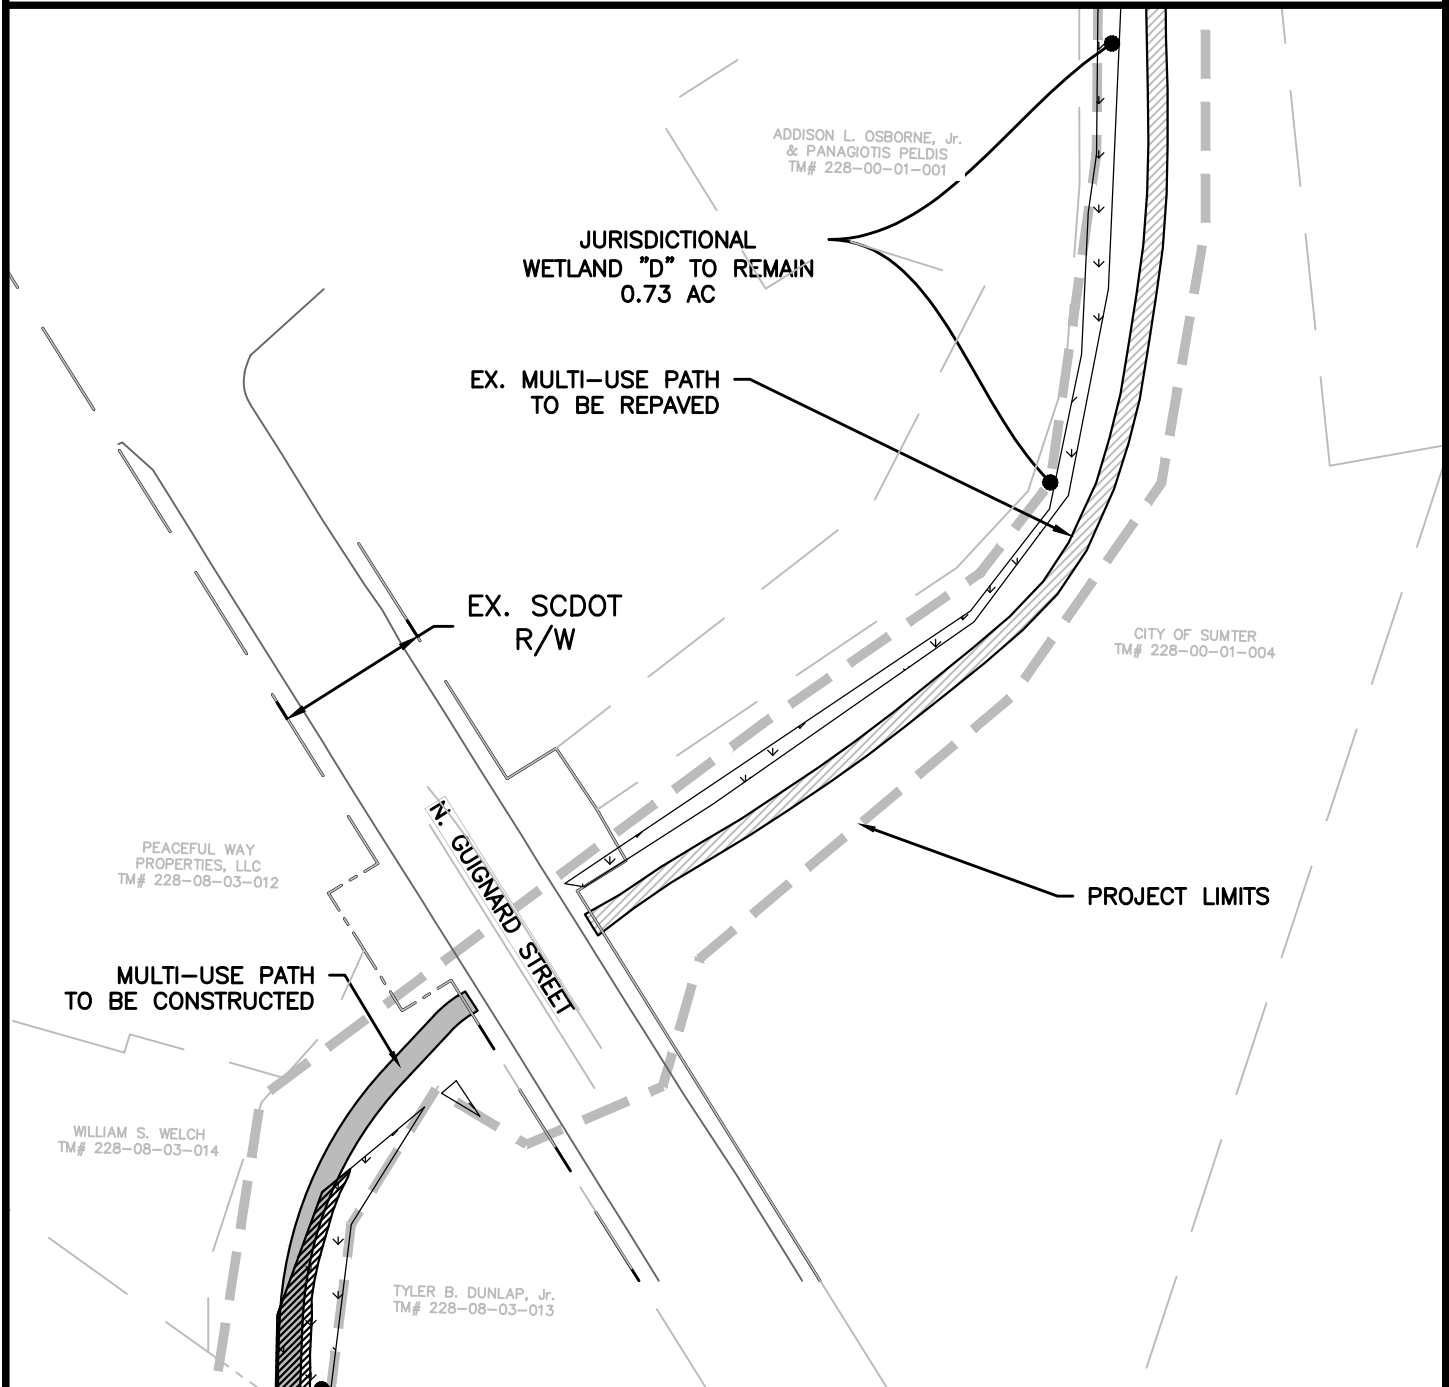 ADDISON L. OSBORNE, Jr.
& PANAGIOTIS PELDIS
TM# 228-00-01-001
JURISDICTIONAL
WETLAND "D" TO REMAIN
0.73 AC
EX. MULTI-USE PATH
TO BE REPAVED
EX. SCDOT
R/W
CITY OF SUMTER
TM# 228-00-01-004
N. GUIGNARD STREET
PEACEFUL WAY
PROPERTIES, LLC
TM# 228-08-03-012
PROJECT LIMITS
MULTI-USE PATH
TO BE CONSTRUCTED
WILLIAM S. WELCH
TM# 228-08-03-014
TYLER B. DUNLAP, Jr.
TM# 228-08-03-013